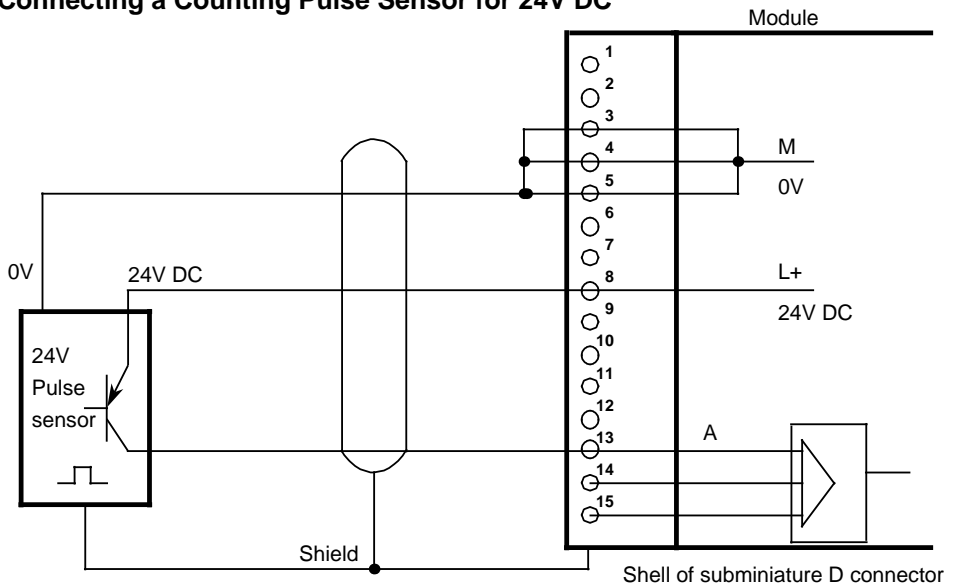 Connecting a Counting Pulse Sensor for 24V DC
Module
1
2
3
4
5
6
7
8
9
10
11
12
13
14
15
M
0V
L+
24V DC
A
0V
24V DC
24V
Pulse
sensor
Shield
Shell of subminiature D connector